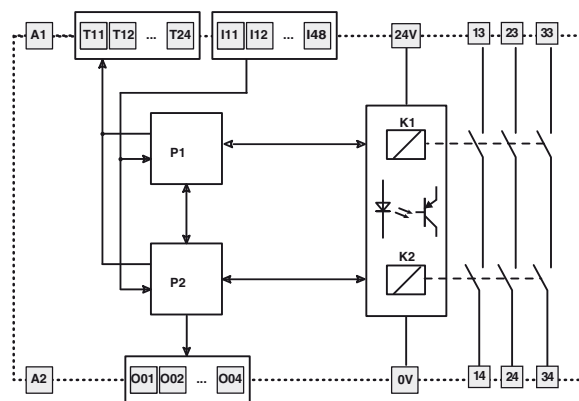 A1 T11 T12 ... T24 I11 I12 ... I48 24V 13 23 33
K1
P1
K2
P2
A2 O01 O02 ... O04 0V 14 24 34